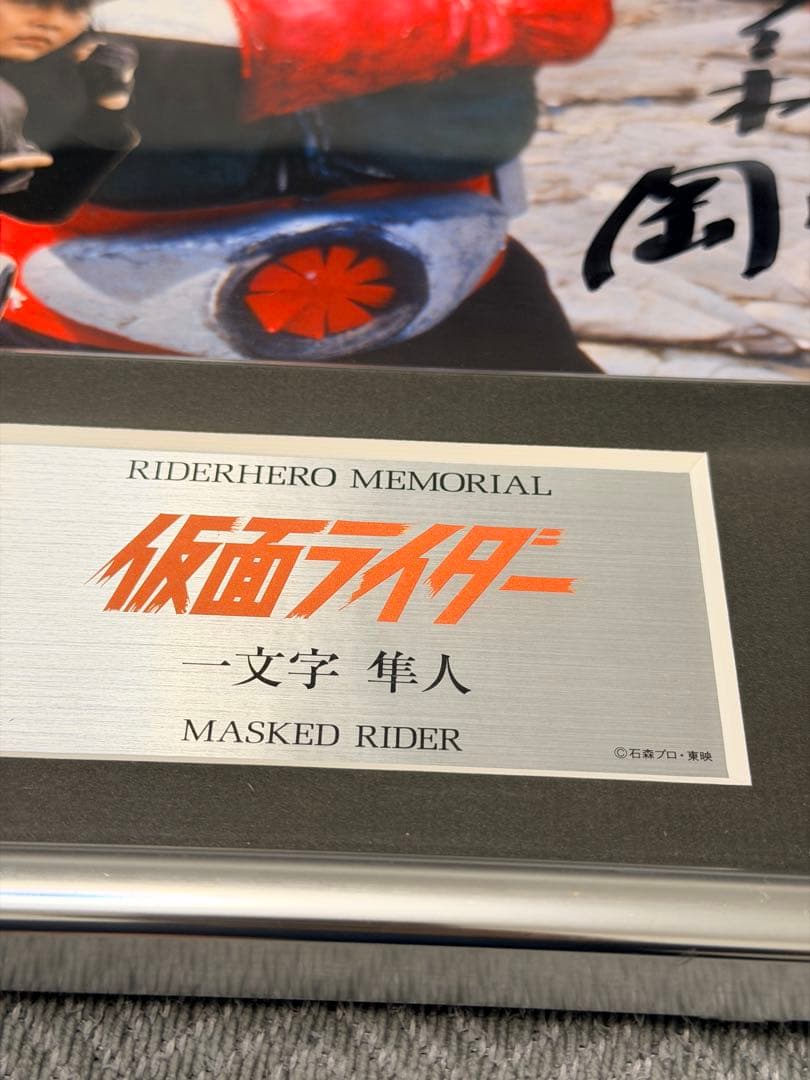 岡
RIDERHERO MEMORIAL
仮面ライダー
一文字 隼人
MASKED RIDER
©石森プロ・東映